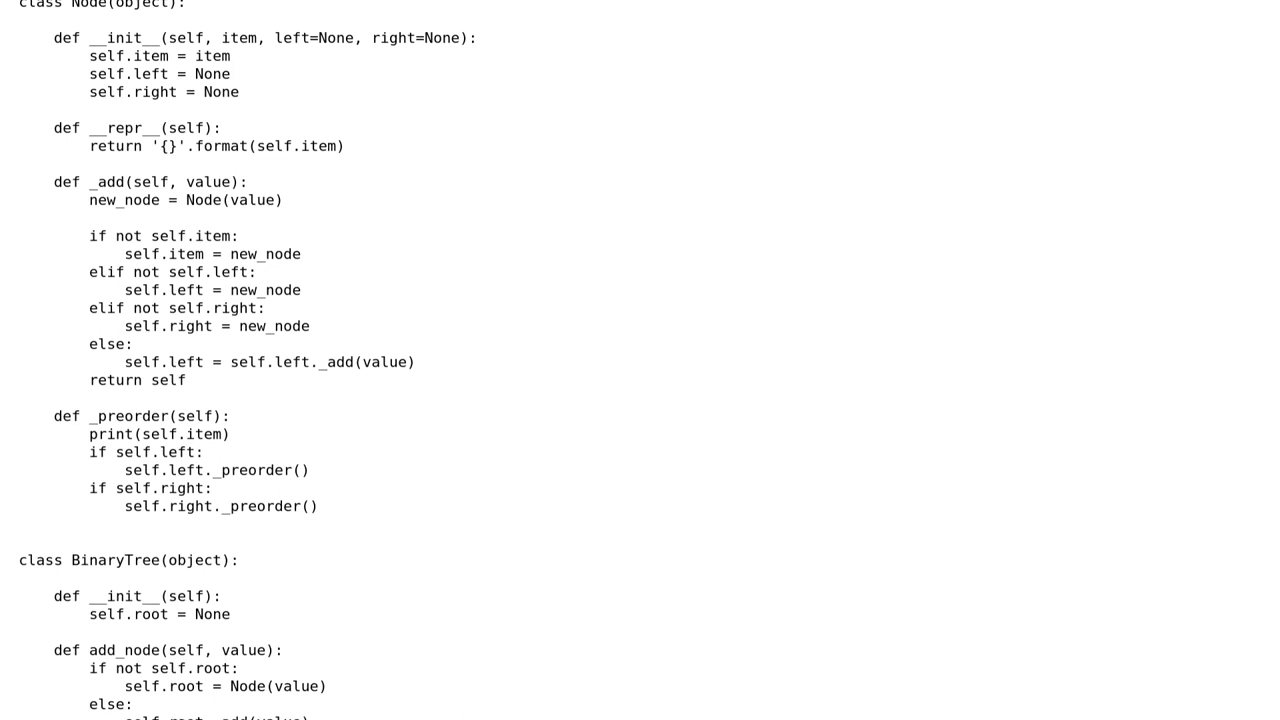 class Node(object):

    def __init__(self, item, left=None, right=None):
        self.item = item
        self.left = None
        self.right = None

    def __repr__(self):
        return '{}'.format(self.item)

    def _add(self, value):
        new_node = Node(value)

        if not self.item:
            self.item = new_node
        elif not self.left:
            self.left = new_node
        elif not self.right:
            self.right = new_node
        else:
            self.left = self.left._add(value)
        return self

    def _preorder(self):
        print(self.item)
        if self.left:
            self.left._preorder()
        if self.right:
            self.right._preorder()


class BinaryTree(object):

    def __init__(self):
        self.root = None

    def add_node(self, value):
        if not self.root:
            self.root = Node(value)
        else:
            self.root._add(value)